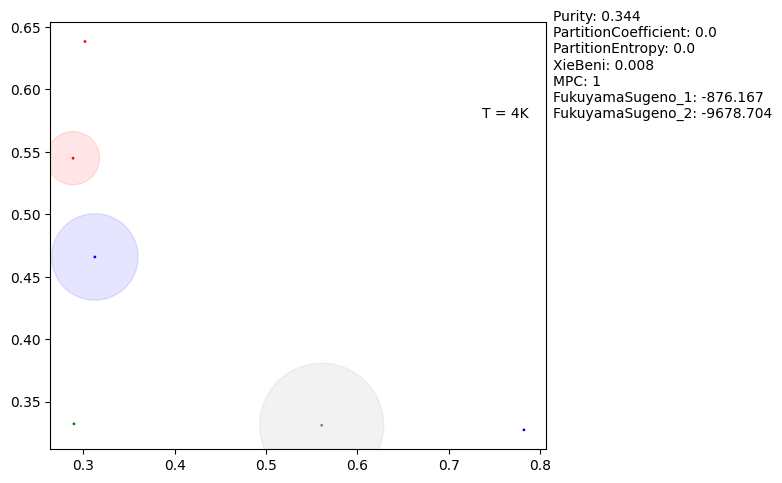 Purity: 0.344
PartitionCoefficient: 0.0
PartitionEntropy: 0.0
XieBeni: 0.008
MPC: 1
FukuyamaSugeno_1: -876.167
FukuyamaSugeno_2: -9678.704
T = 4K
0.65
0.60
0.55
0.50
0.45
0.40
0.35
0.3 0.4 0.5 0.6 0.7 0.8